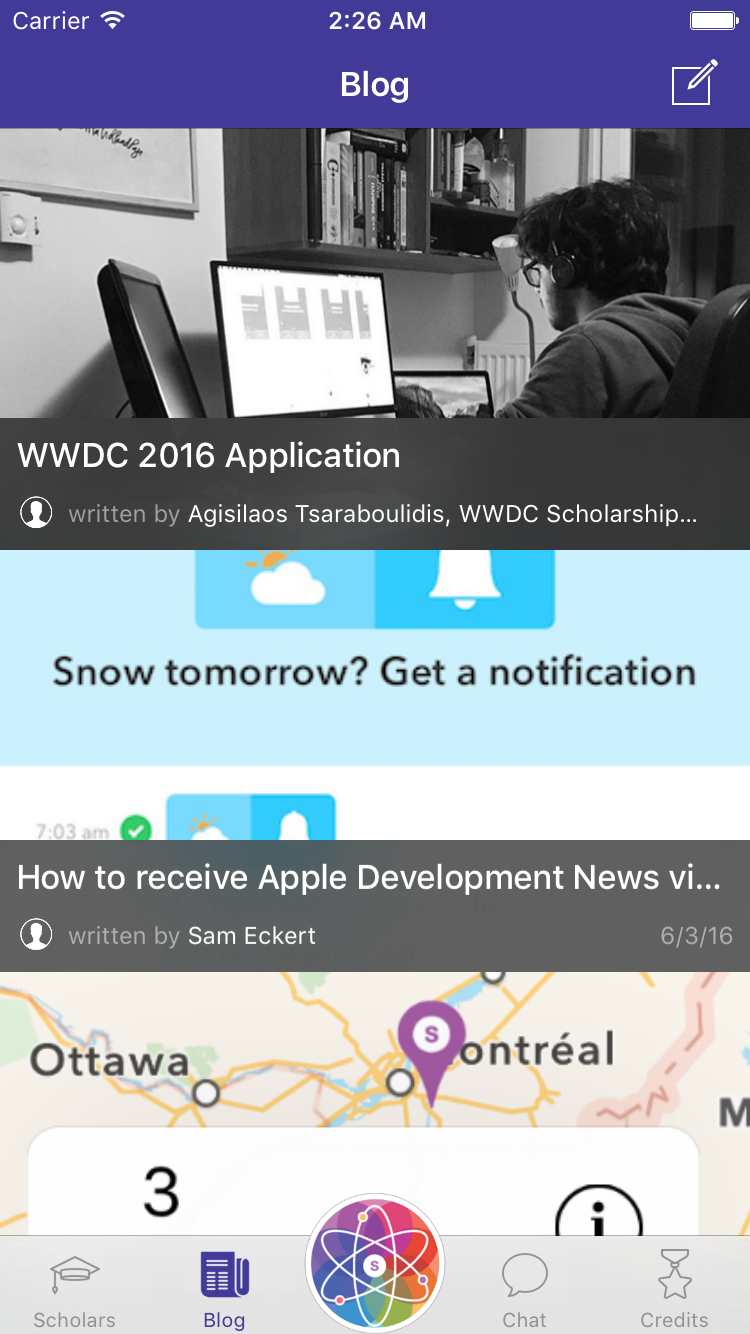 Carrier 2:26 AM
Blog
WWDC 2016 Application
written by Agisilaos Tsaraboulidis, WWDC Scholarship...
Snow tomorrow? Get a notification
7:03 am
How to receive Apple Development News vi...
written by Sam Eckert 6/3/16
Ottawa
S
ontréal
M
3
i
S
Scholars Blog Chat Credits